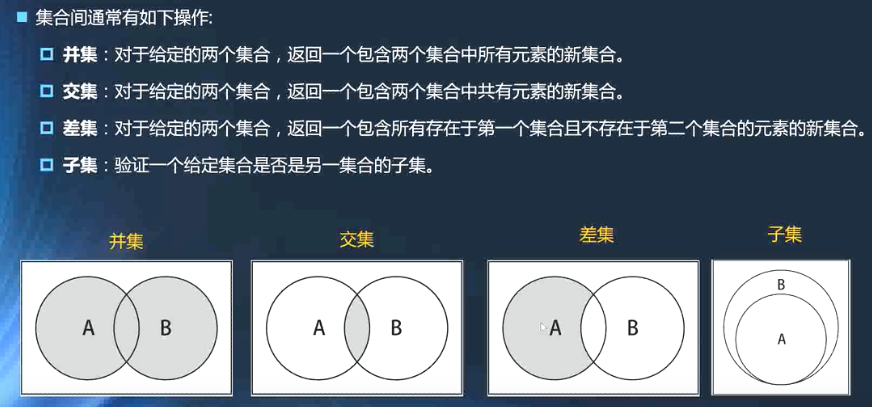 集合间通常有如下操作:
并集：对于给定的两个集合，返回一个包含两个集合中所有元素的新集合。
交集：对于给定的两个集合，返回一个包含两个集合中共有元素的新集合。
差集：对于给定的两个集合，返回一个包含所有存在于第一个集合且不存在于第二个集合的元素的新集合。
子集：验证一个给定集合是否是另一集合的子集。
并集 交集 差集 子集
A B A B A B B
A